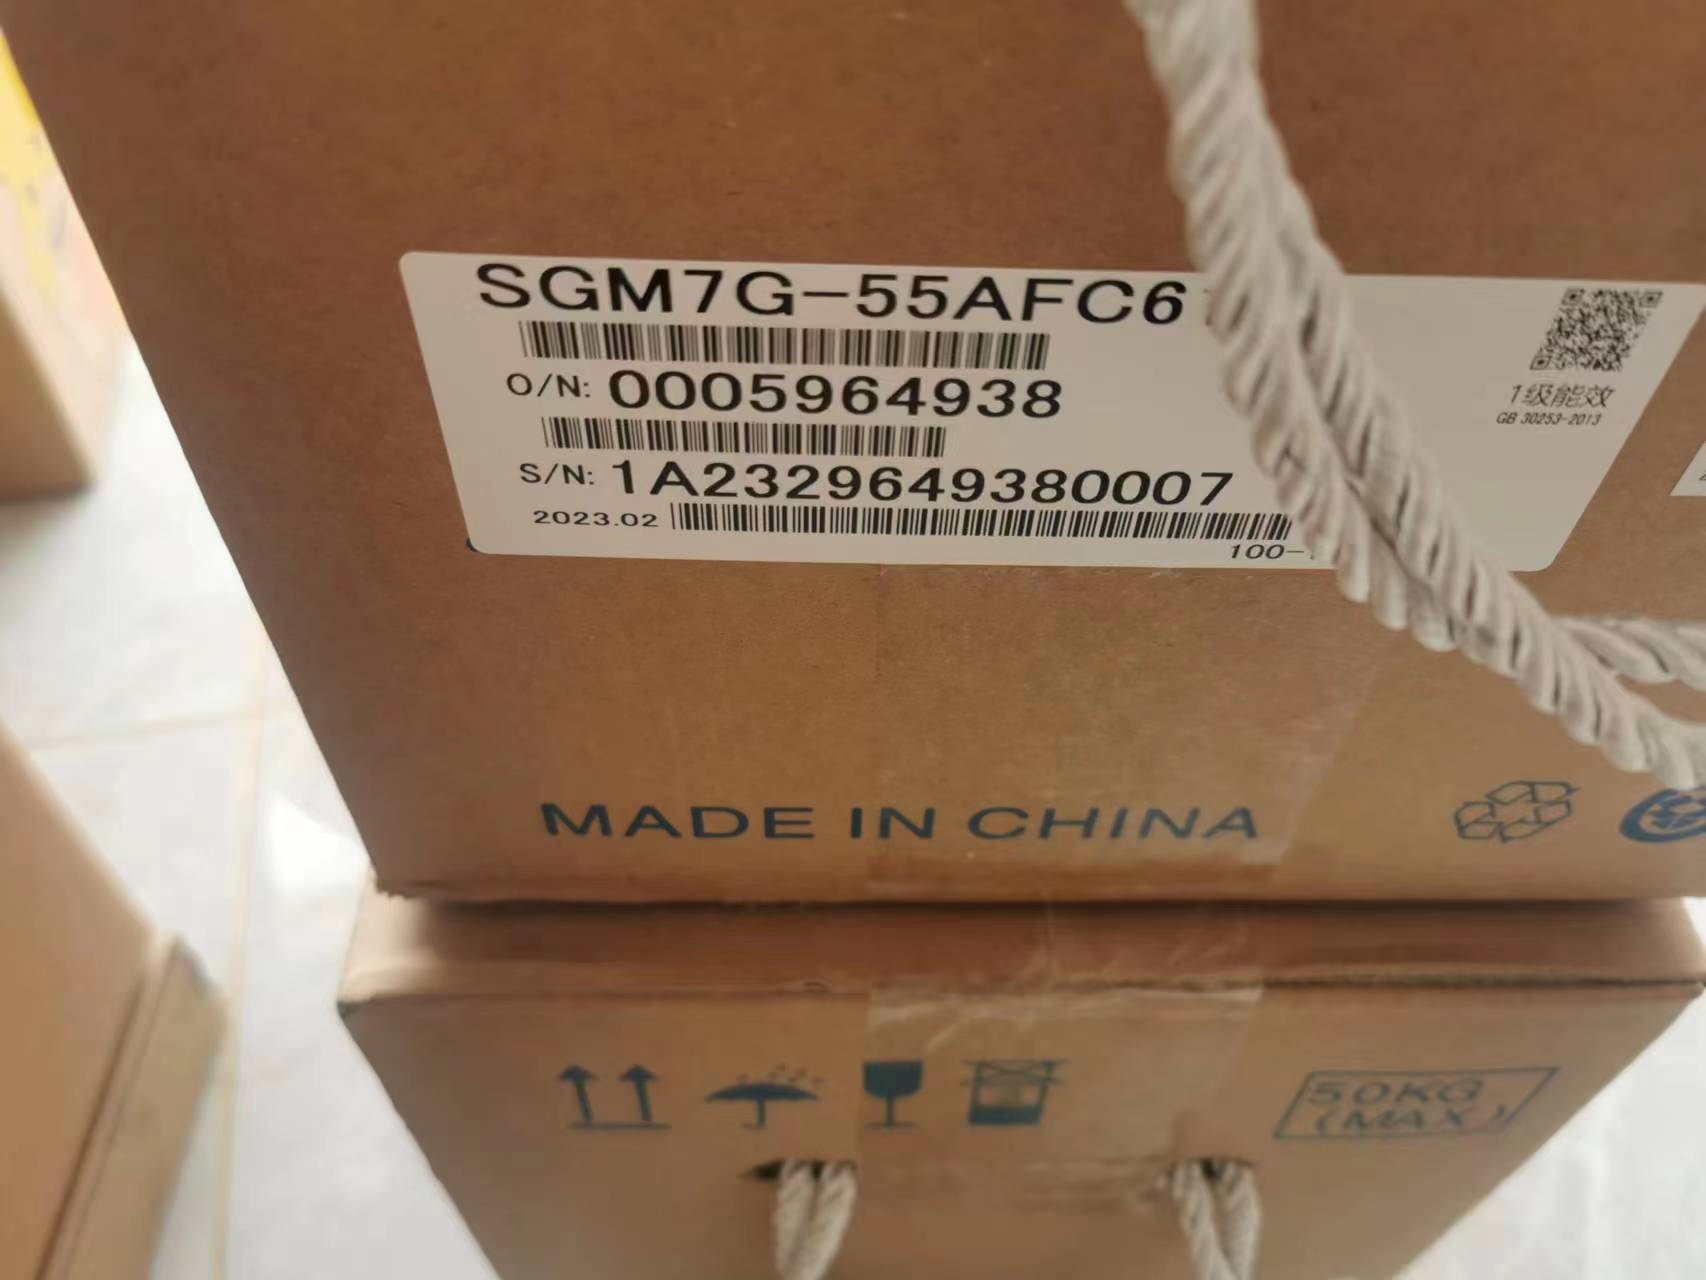 SGM7G-55AFC6
O/N: 0005964938
S/N: 1A2329649380007
2023.02
100-
1级能效
GB 30253-2013
MADE IN CHINA
50KG
(MAX)